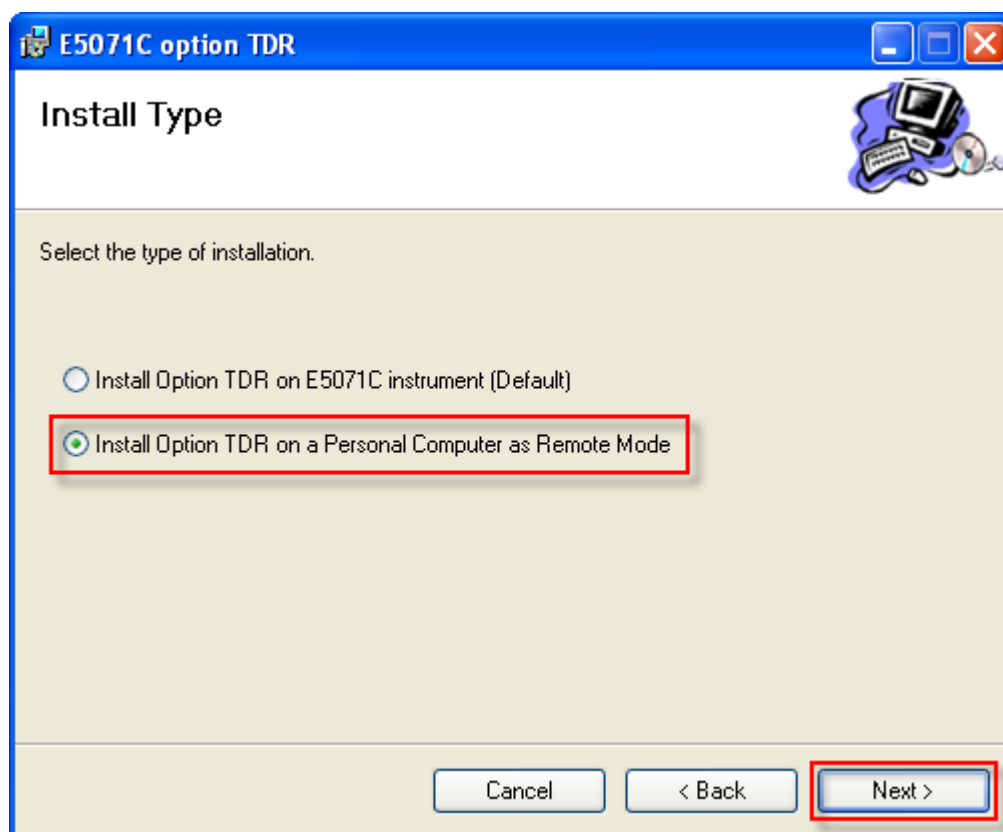 E5071C option TDR
Install Type
Select the type of installation.
Install Option TDR on E5071C instrument (Default)
Install Option TDR on a Personal Computer as Remote Mode
Cancel
< Back
Next >